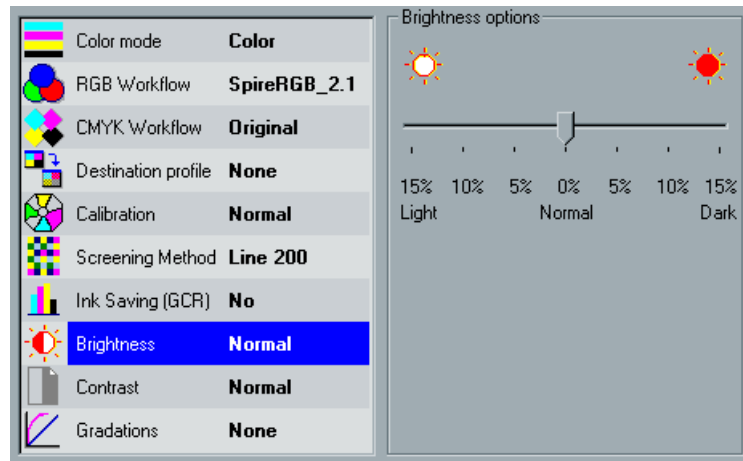 Color mode Color
RGB Workflow SpireRGB_2.1
CMYK Workflow Original
Destination profile None
Calibration Normal
Screening Method Line 200
Ink Saving (GCR) No
Brightness Normal
Contrast Normal
Gradations None
Brightness options
15% 10% 5% 0% 5% 10% 15%
Light Normal Dark